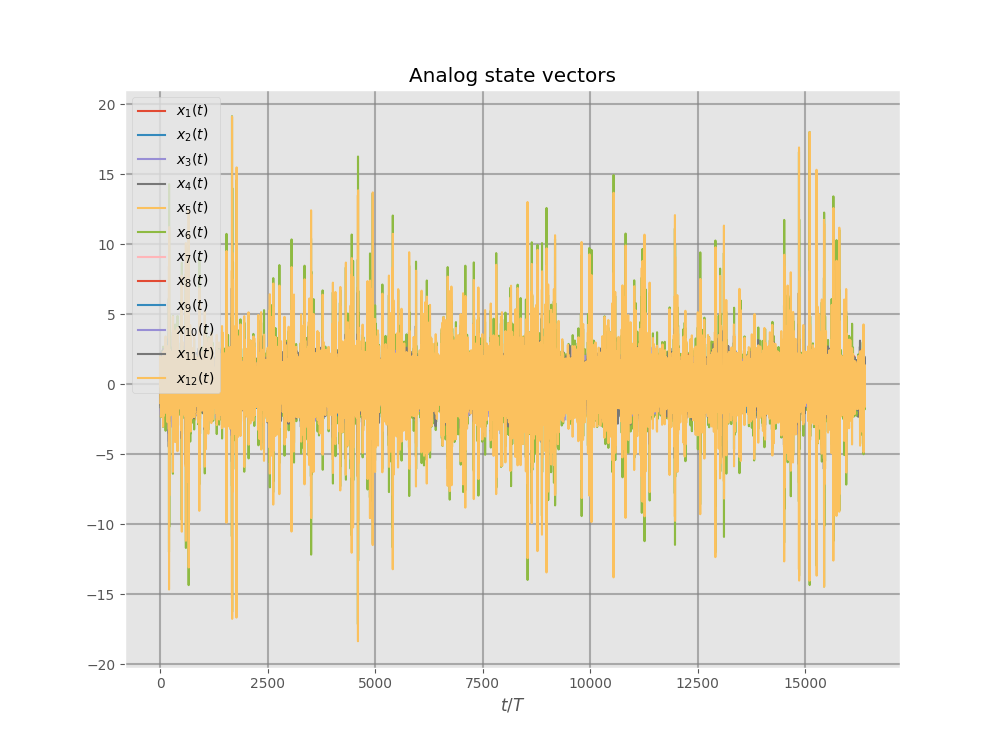 Analog state vectors
20
15
10
5
0
−5
−10
−15
−20
x₁(t)
x₂(t)
x₃(t)
x₄(t)
x₅(t)
x₆(t)
x₇(t)
x₈(t)
x₉(t)
x₁₀(t)
x₁₁(t)
x₁₂(t)
0 2500 5000 7500 10000 12500 15000
t/T